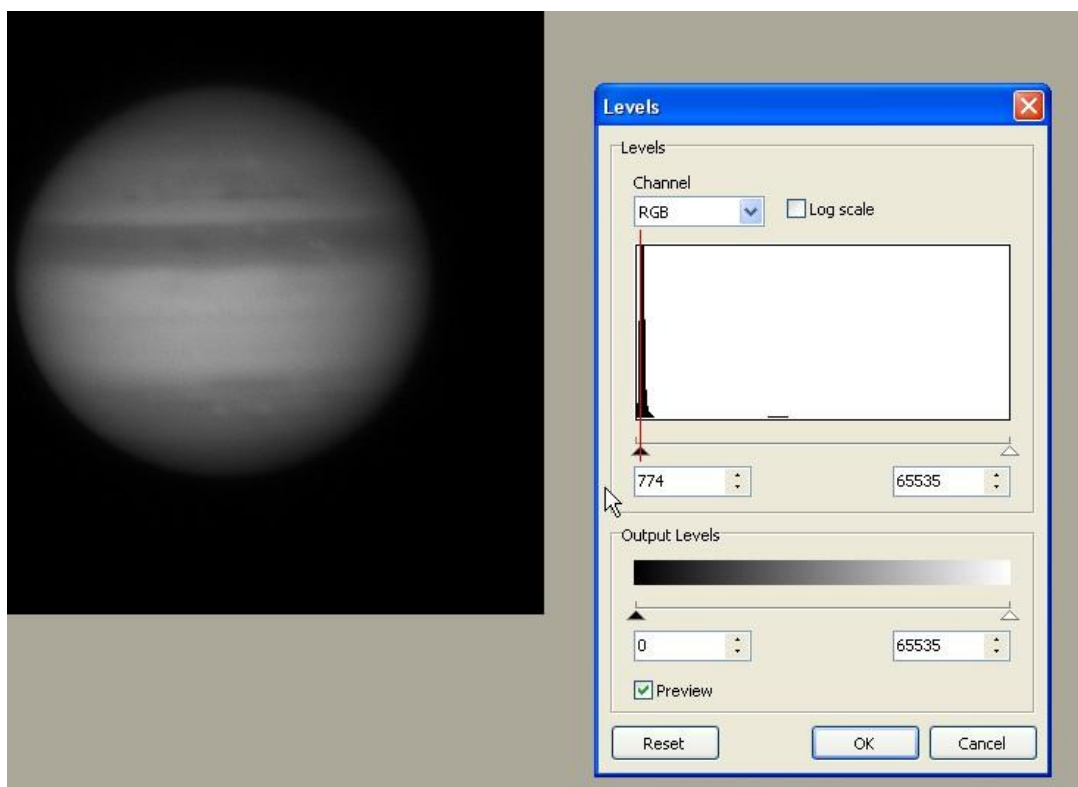 Levels
Levels
Channel
RGB
Log scale
774
65535
Output Levels
0
65535
Preview
Reset
OK
Cancel